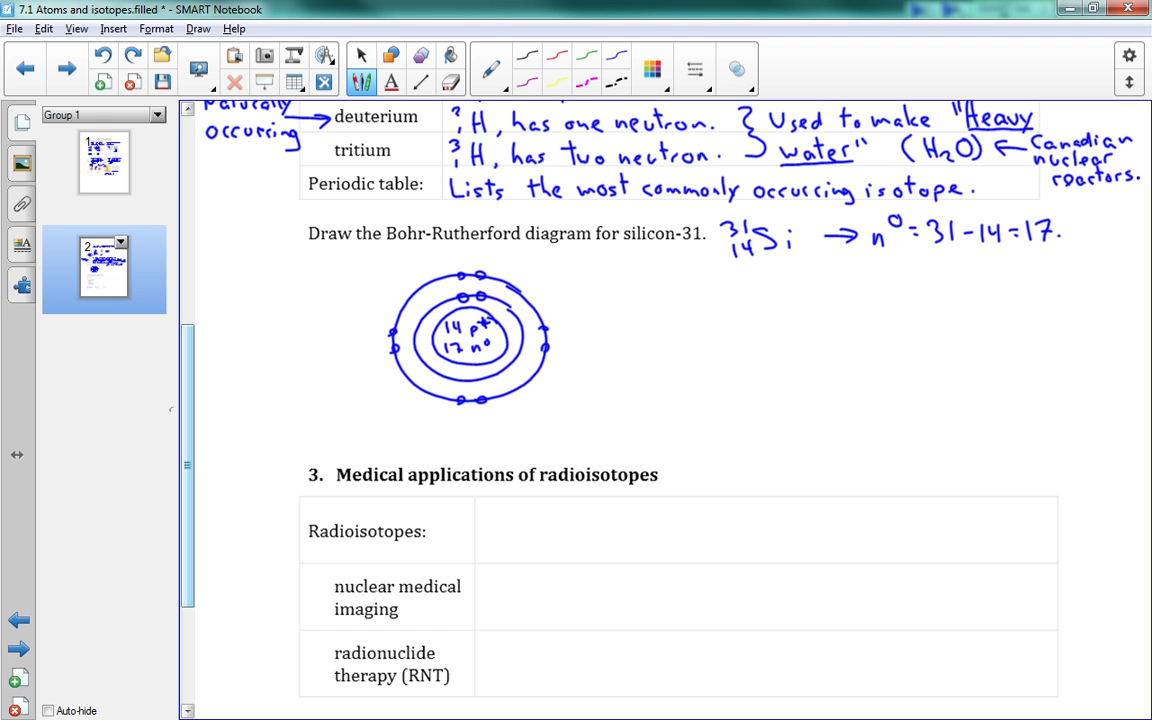 7.1 Atoms and isotopes.filled * - SMART Notebook
File Edit View Insert Format Draw Help
Group 1
1
2
Auto-hide
Naturally
occurring
deuterium ²₁H, has one neutron. } Used to make "Heavy
tritium ³₁H, has two neutron. } water" (H₂O) ← Canadian
nuclear
reactors.
Periodic table: Lists the most commonly occurring isotope.
Draw the Bohr-Rutherford diagram for silicon-31. ³¹₁₄Si → n⁰ = 31 - 14 = 17.
14 p⁺
17 n⁰
3. Medical applications of radioisotopes
Radioisotopes:
nuclear medical
imaging
radionuclide
therapy (RNT)